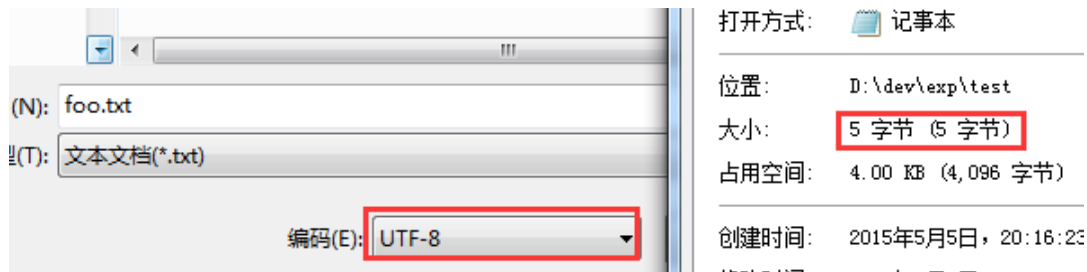 (N): foo.txt
型(T): 文本文档(*.txt)
编码(E): UTF-8
打开方式: 记事本
位置: D:\dev\exp\test
大小: 5 字节 (5 字节)
占用空间: 4.00 KB (4,096 字节)
创建时间: 2015年5月5日，20:16:23